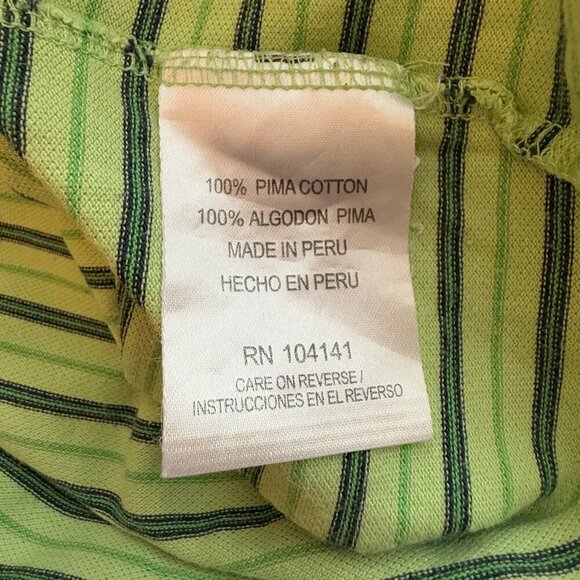 100% PIMA COTTON
100% ALGODON PIMA
MADE IN PERU
HECHO EN PERU
RN 104141
CARE ON REVERSE/
INSTRUCCIONES EN EL REVERSO